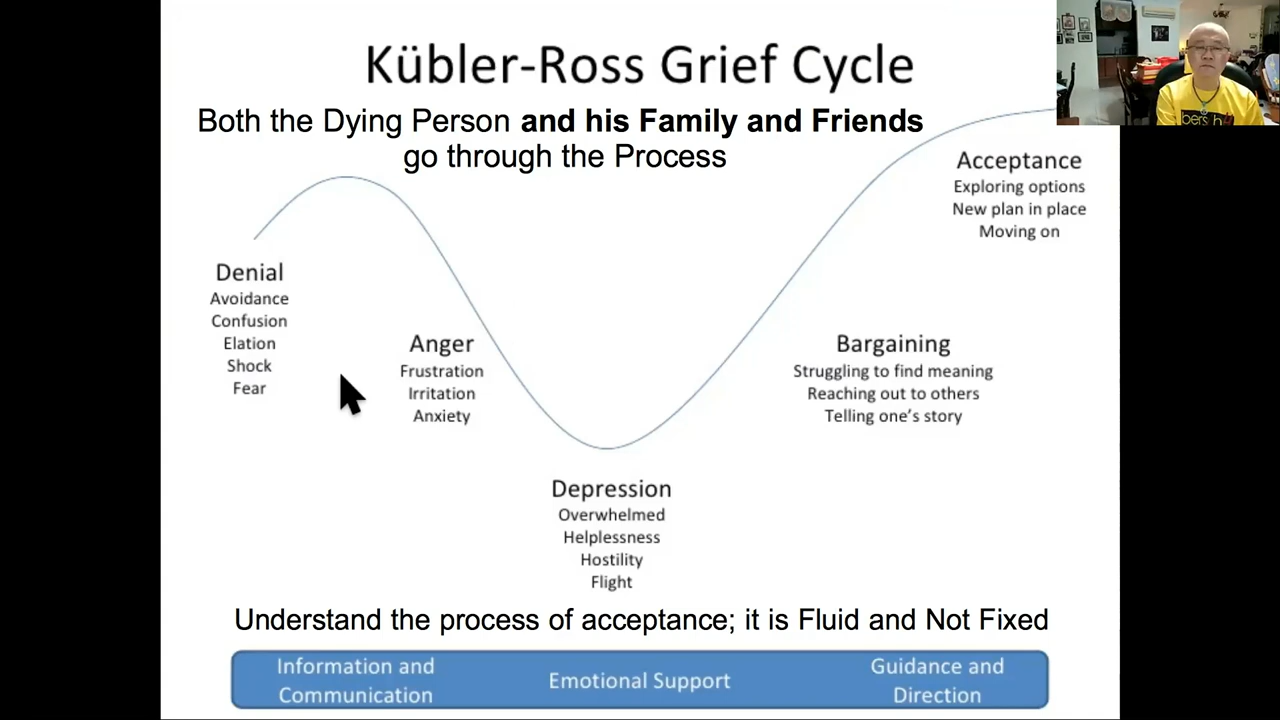 Kübler-Ross Grief Cycle
Both the Dying Person and his Family and Friends
go through the Process
Acceptance
Exploring options
New plan in place
Moving on
Denial
Avoidance
Confusion
Elation
Shock
Fear
Anger
Frustration
Irritation
Anxiety
Bargaining
Struggling to find meaning
Reaching out to others
Telling one's story
Depression
Overwhelmed
Helplessness
Hostility
Flight
Understand the process of acceptance; it is Fluid and Not Fixed
Information and
Communication
Emotional Support
Guidance and
Direction